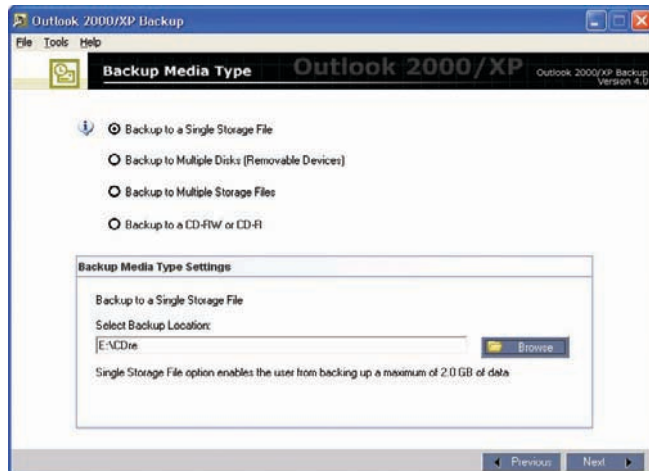 Outlook 2000/XP Backup
File Tools Help
Backup Media Type Outlook 2000/XP Outlook 2000/XP Backup
Version 4.0
Backup to a Single Storage File
Backup to Multiple Disks (Removable Devices)
Backup to Multiple Storage Files
Backup to a CD-RW or CD-R
Backup Media Type Settings
Backup to a Single Storage File
Select Backup Location:
E:\CDre
Browse
Single Storage File option enables the user from backing up a maximum of 2.0 GB of data
Previous Next